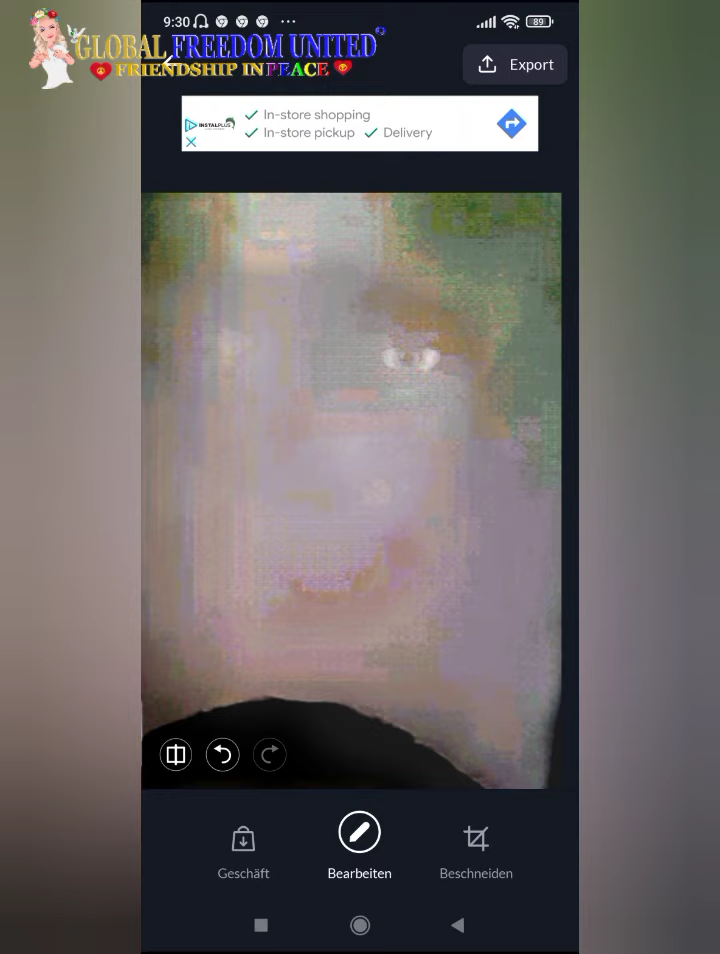 9:30
89
GLOBAL FREEDOM UNITED
FRIENDSHIP IN PEACE
Export
INSTALPLUS
In-store shopping
In-store pickup Delivery
Geschäft
Bearbeiten
Beschneiden